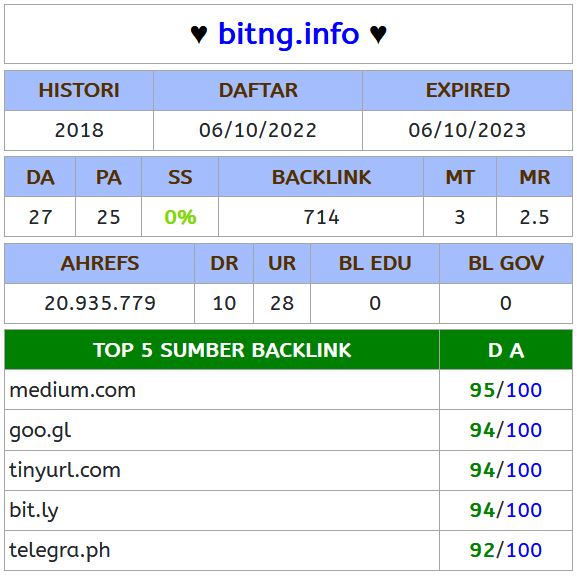 ♥ bitng.info ♥
HISTORI DAFTAR EXPIRED
2018 06/10/2022 06/10/2023
DA PA SS BACKLINK MT MR
27 25 0% 714 3 2.5
AHREFS DR UR BL EDU BL GOV
20.935.779 10 28 0 0
TOP 5 SUMBER BACKLINK D A
medium.com 95/100
goo.gl 94/100
tinyurl.com 94/100
bit.ly 94/100
telegra.ph 92/100